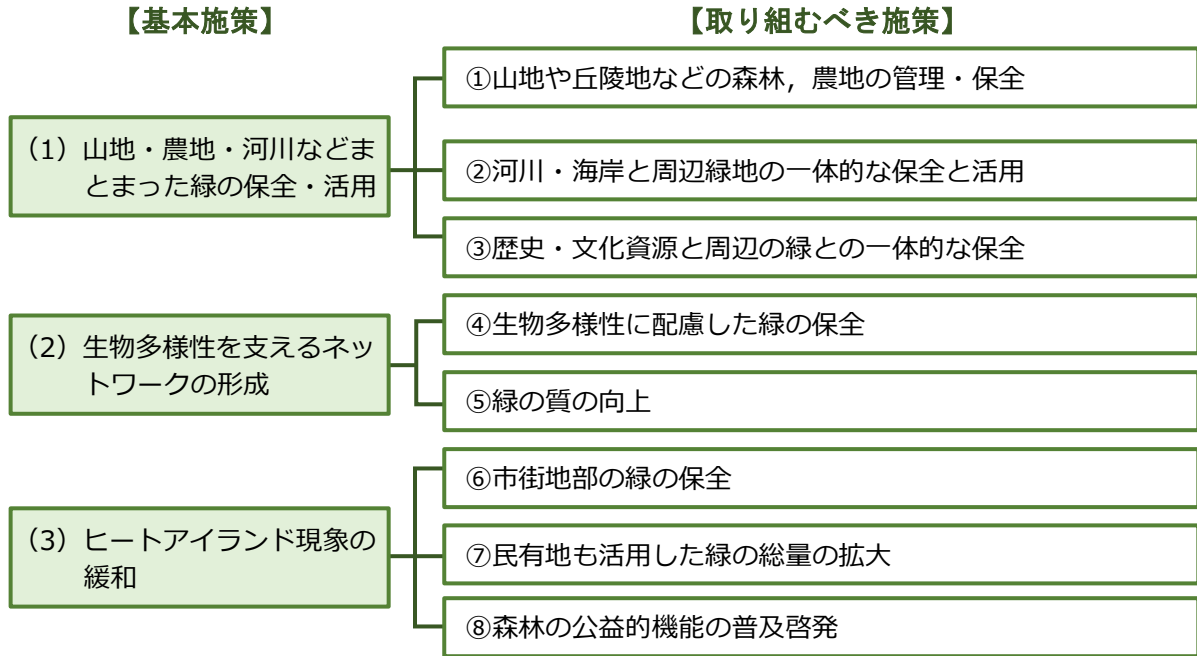 【基本施策】
【取り組むべき施策】
（1）山地・農地・河川などま
とまった緑の保全・活用
①山地や丘陵地などの森林，農地の管理・保全
②河川・海岸と周辺緑地の一体的な保全と活用
③歴史・文化資源と周辺の緑との一体的な保全
（2）生物多様性を支えるネッ
トワークの形成
④生物多様性に配慮した緑の保全
⑤緑の質の向上
（3）ヒートアイランド現象の
緩和
⑥市街地部の緑の保全
⑦民有地も活用した緑の総量の拡大
⑧森林の公益的機能の普及啓発